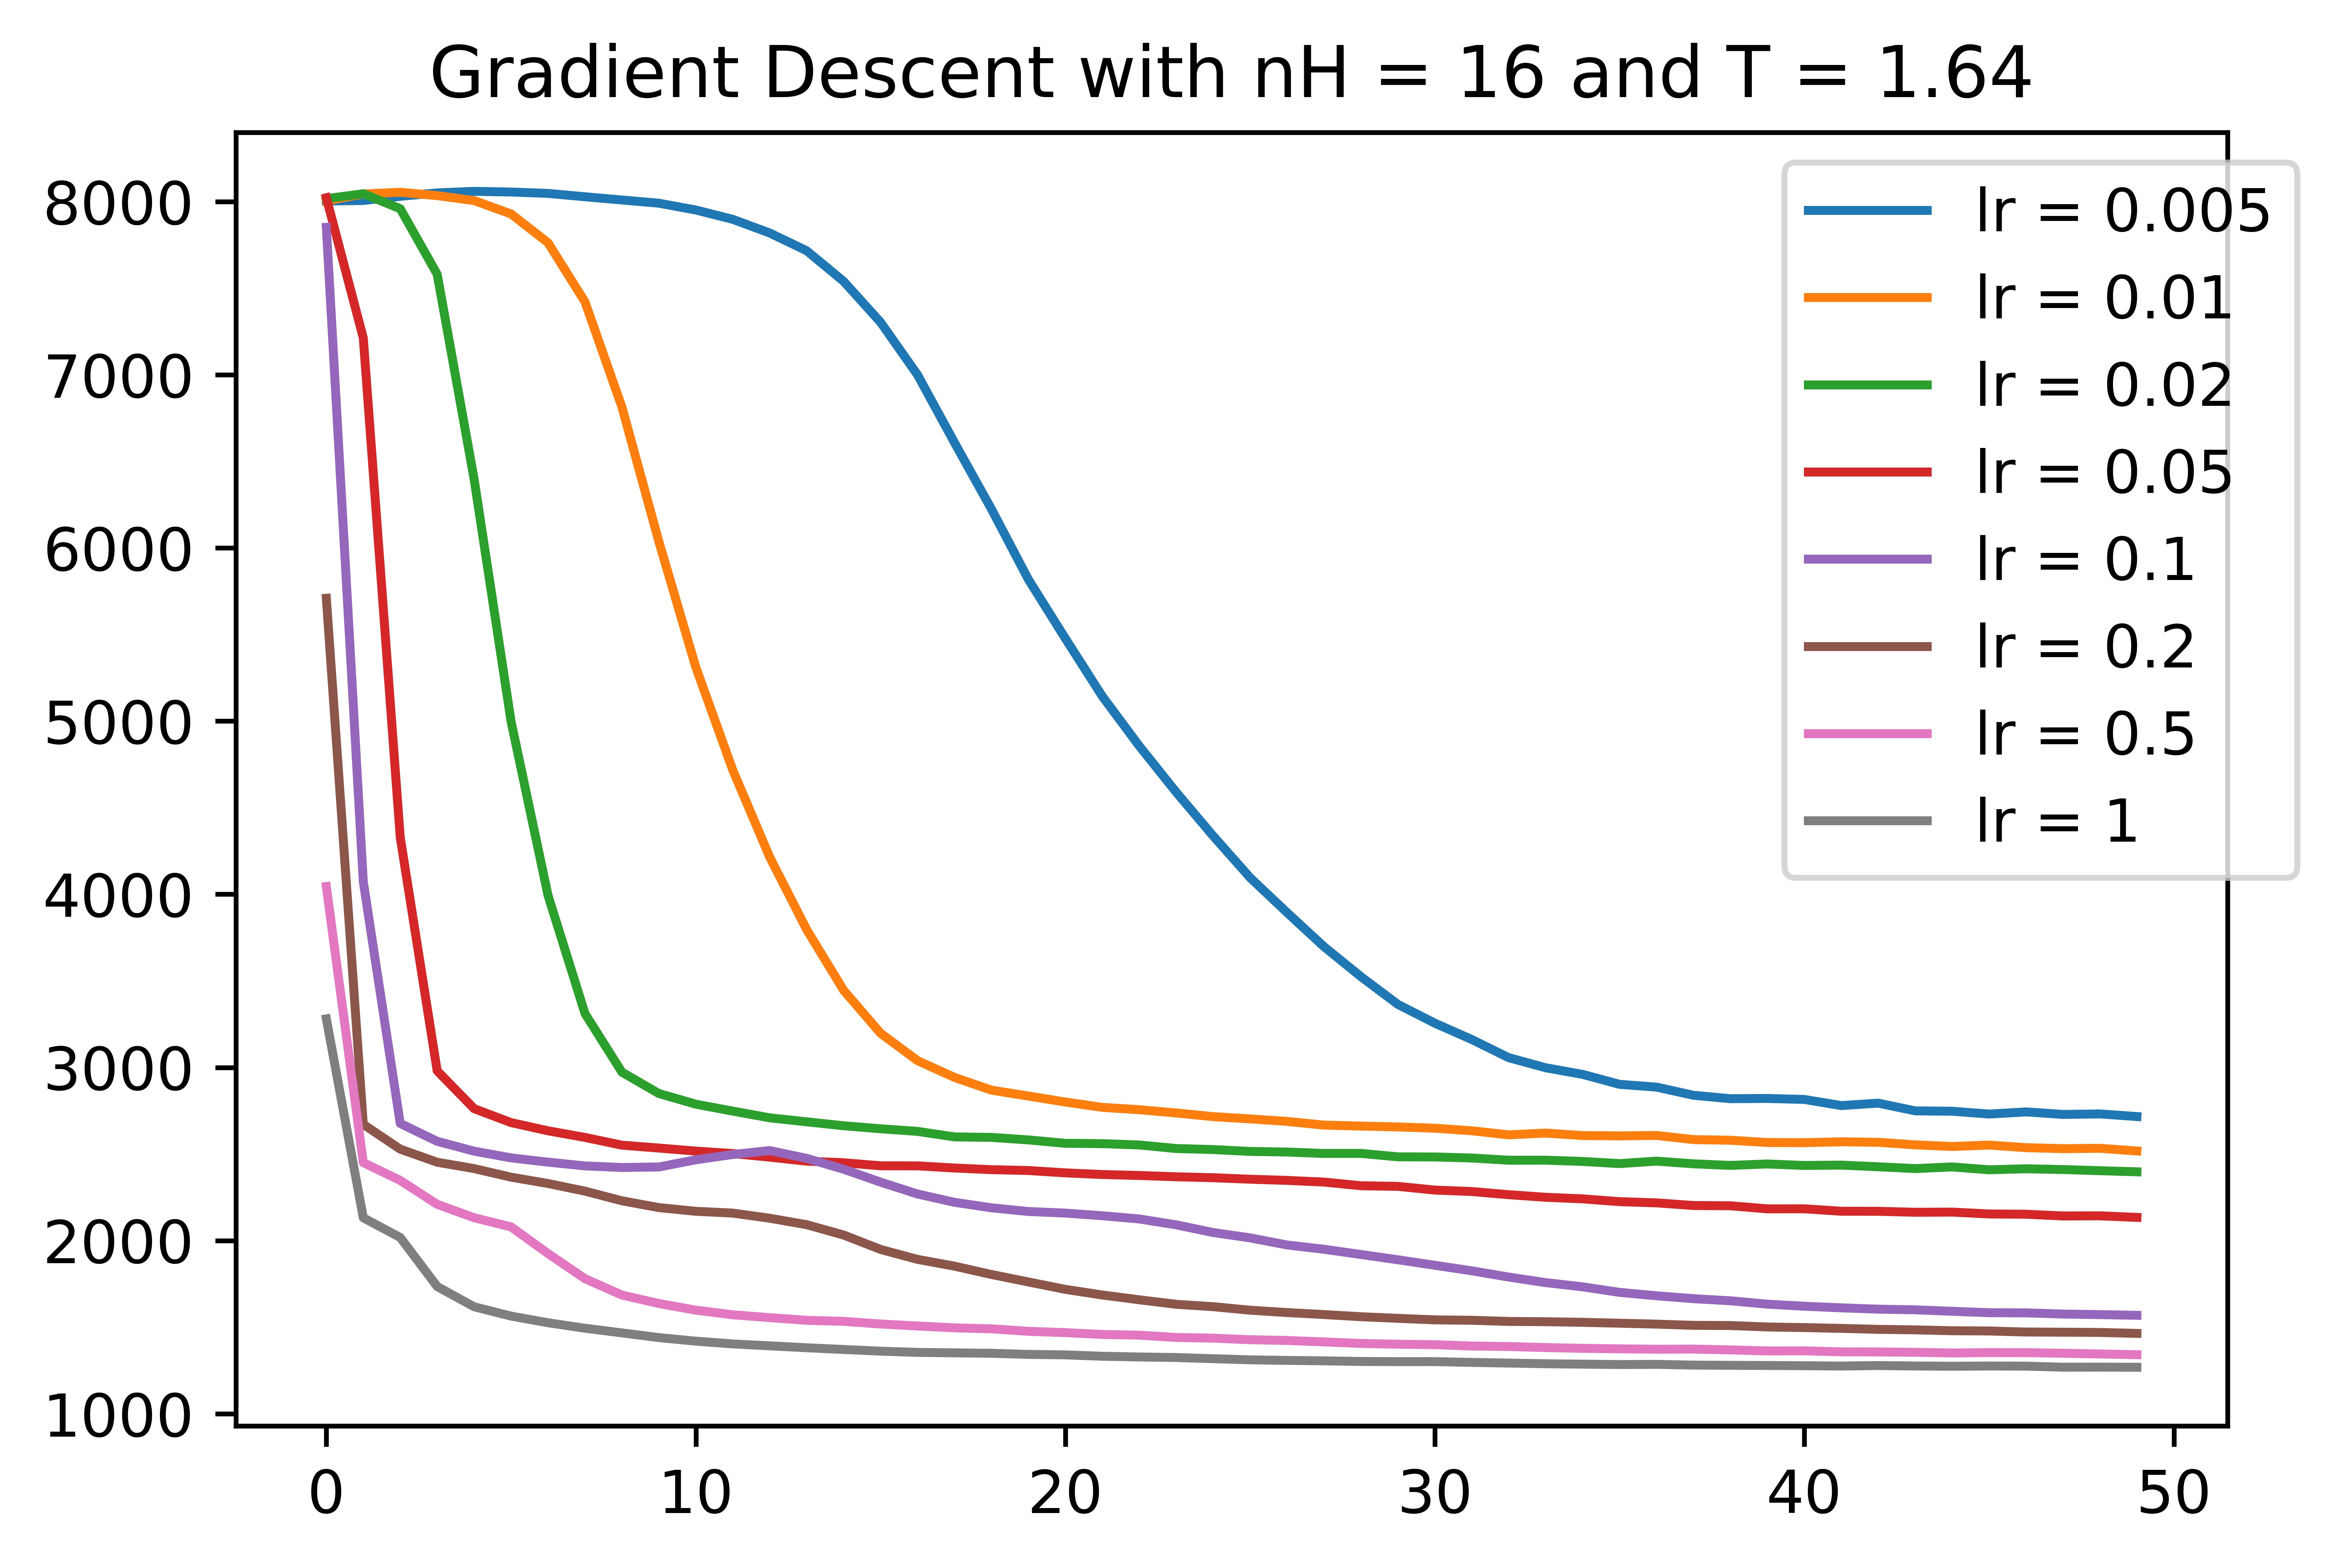 Gradient Descent with nH = 16 and T = 1.64
8000
7000
6000
5000
4000
3000
2000
1000
0 10 20 30 40 50
lr = 0.005
lr = 0.01
lr = 0.02
lr = 0.05
lr = 0.1
lr = 0.2
lr = 0.5
lr = 1